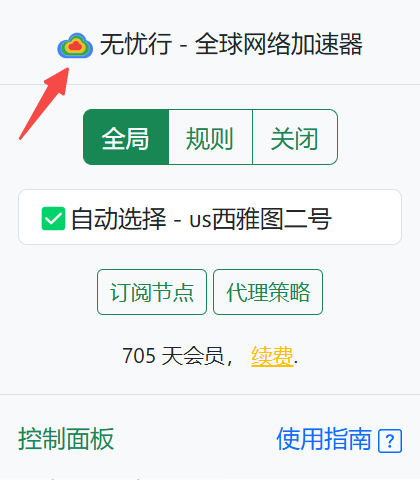 无忧行 - 全球网络加速器
全局 规则 关闭
自动选择 - us西雅图二号
订阅节点 代理策略
705 天会员， 续费.
控制面板 使用指南 ?